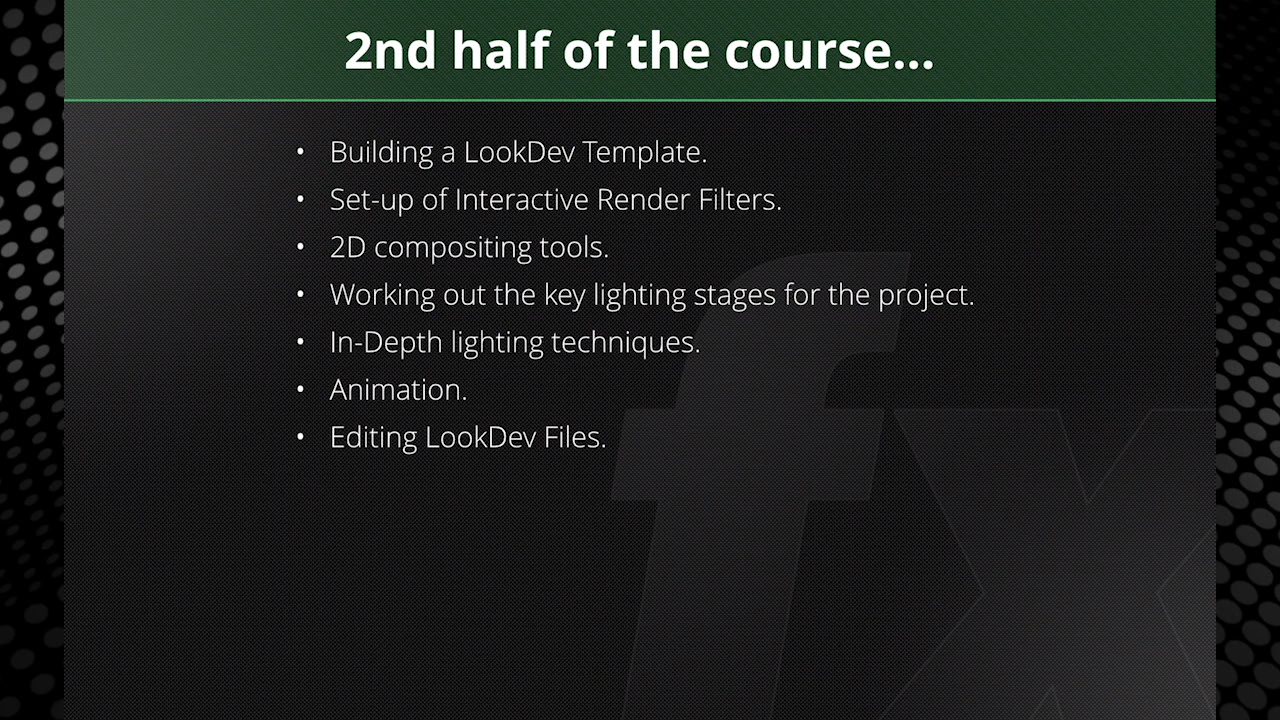 2nd half of the course...
• Building a LookDev Template.
• Set-up of Interactive Render Filters.
• 2D compositing tools.
• Working out the key lighting stages for the project.
• In-Depth lighting techniques.
• Animation.
• Editing LookDev Files.
fx